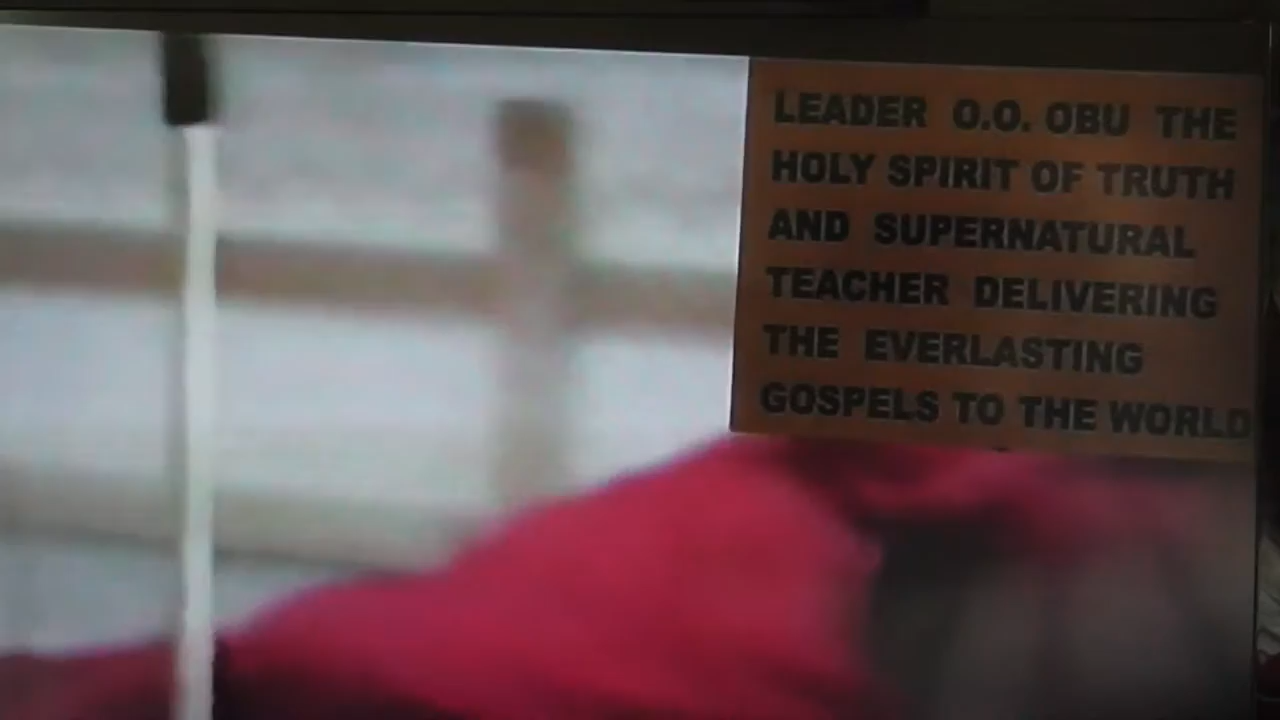 LEADER O.O. OBU THE
HOLY SPIRIT OF TRUTH
AND SUPERNATURAL
TEACHER DELIVERING
THE EVERLASTING
GOSPELS TO THE WORLD